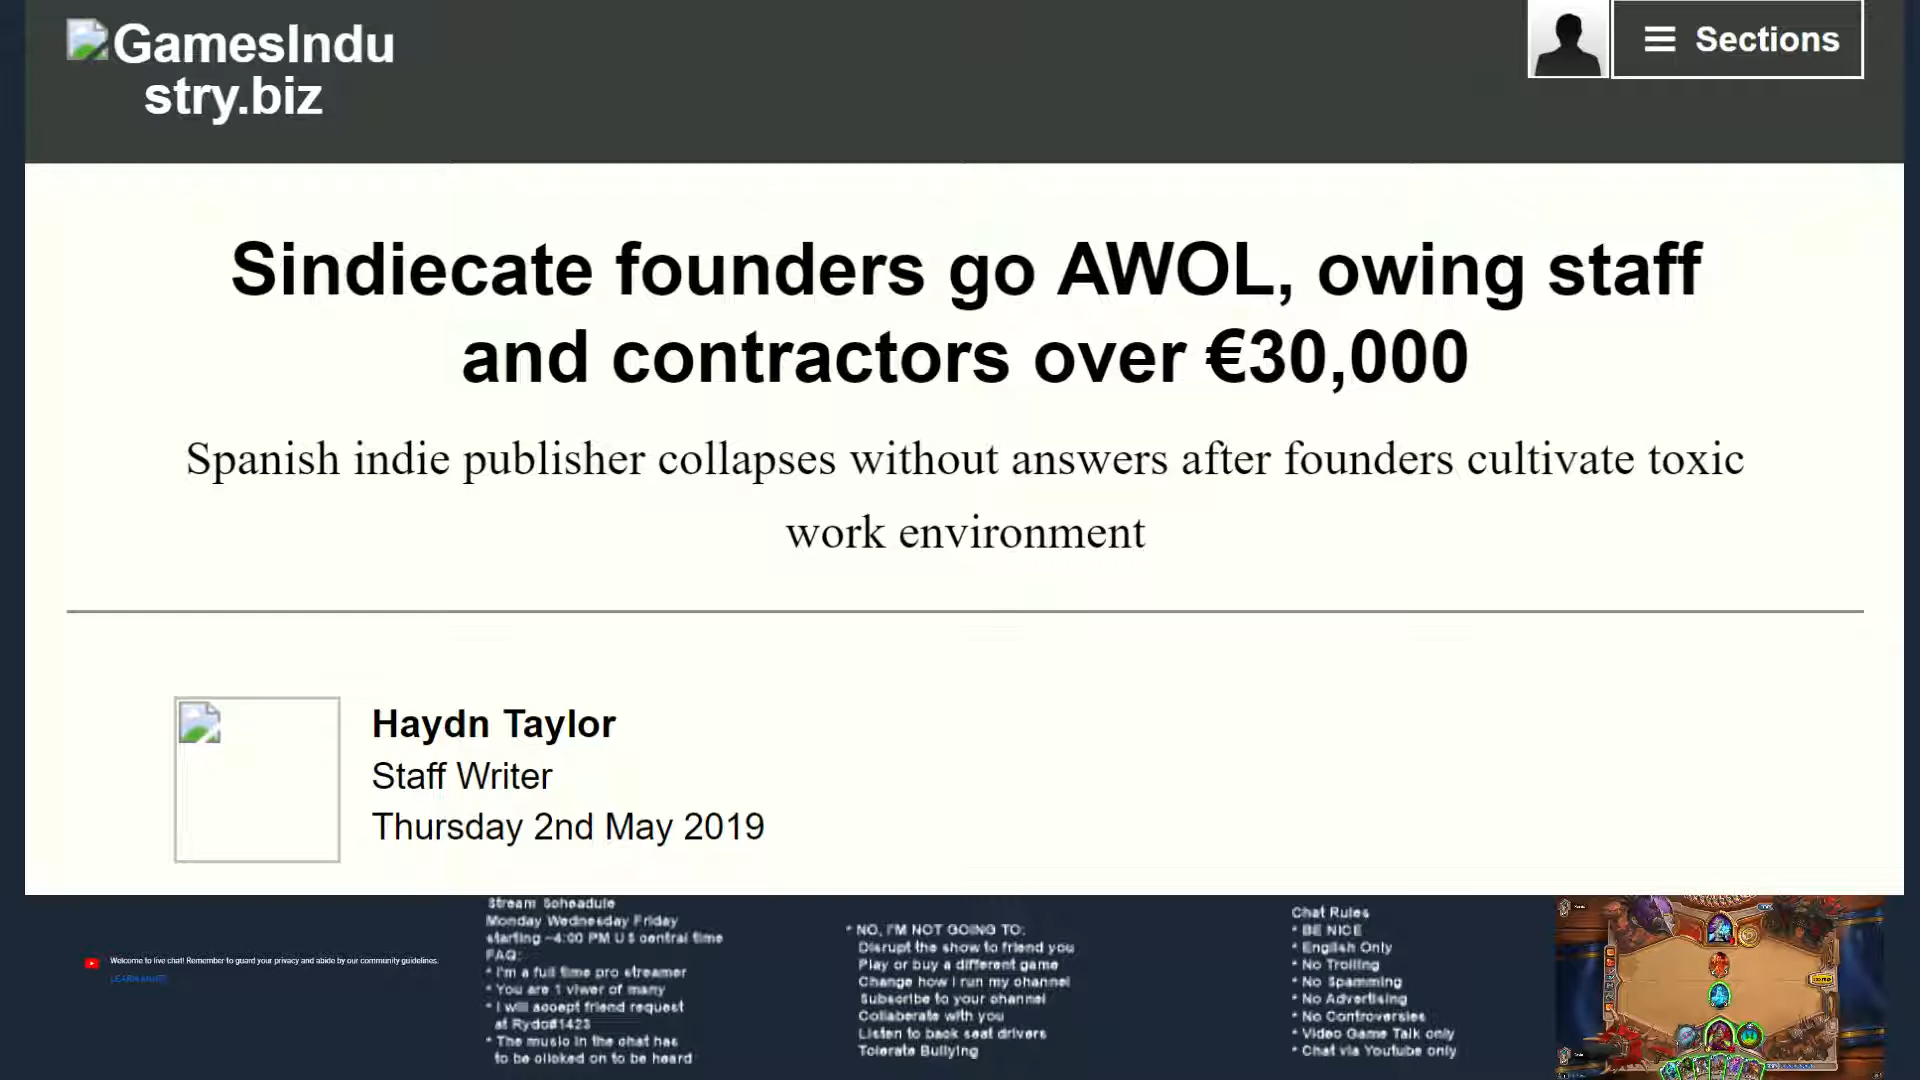 GamesIndu
stry.biz
Sections
Sindiecate founders go AWOL, owing staff
and contractors over €30,000
Spanish indie publisher collapses without answers after founders cultivate toxic
work environment
Haydn Taylor
Staff Writer
Thursday 2nd May 2019
Welcome to live chat! Remember to guard your privacy and abide by our community guidelines.
LEARN MORE
Stream Scheadule
Monday Wednesday Friday
starting ~4:00 PM US central time
FAQ:
* I'm a full time pro streamer
* You are 1 viwer of many
* I will accept friend request
at Rydo#1423
* The music in the chat has
to be clicked on to be heard
* NO, I'M NOT GOING TO:
Disrupt the show to friend you
Play or buy a different game
Change how I run my channel
Subscribe to your channel
Collaberate with you
Listen to back seat drivers
Tolerate Bullying
Chat Rules
* BE NICE
* English Only
* No Trolling
* No Spamming
* No Advertising
* No Controversies
* Video Game Talk only
* Chat via Youtube only